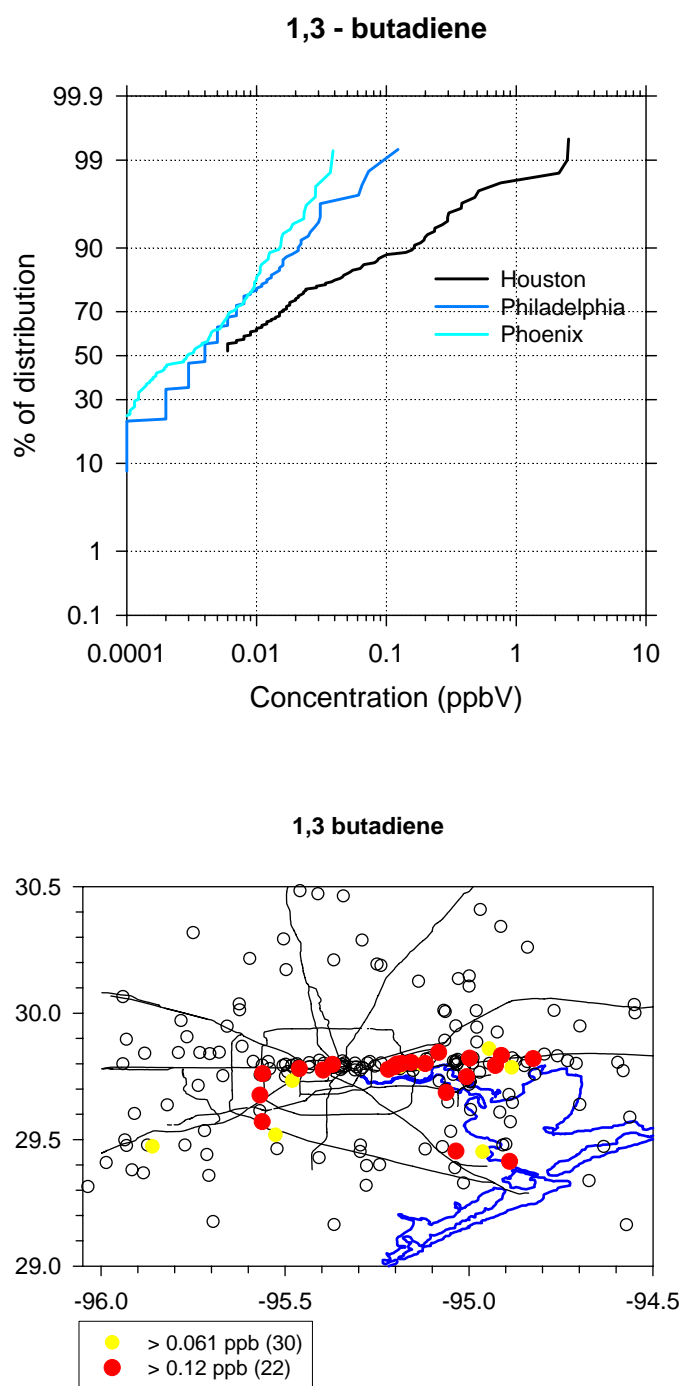 1,3 - butadiene
99.9
99
90
70
50
30
10
1
0.1
% of distribution
Houston
Philadelphia
Phoenix
0.0001 0.01 0.1 1 10
Concentration (ppbV)
1,3 butadiene
30.5
30.0
29.5
29.0
-96.0 -95.5 -95.0 -94.5
> 0.061 ppb (30)
> 0.12 ppb (22)